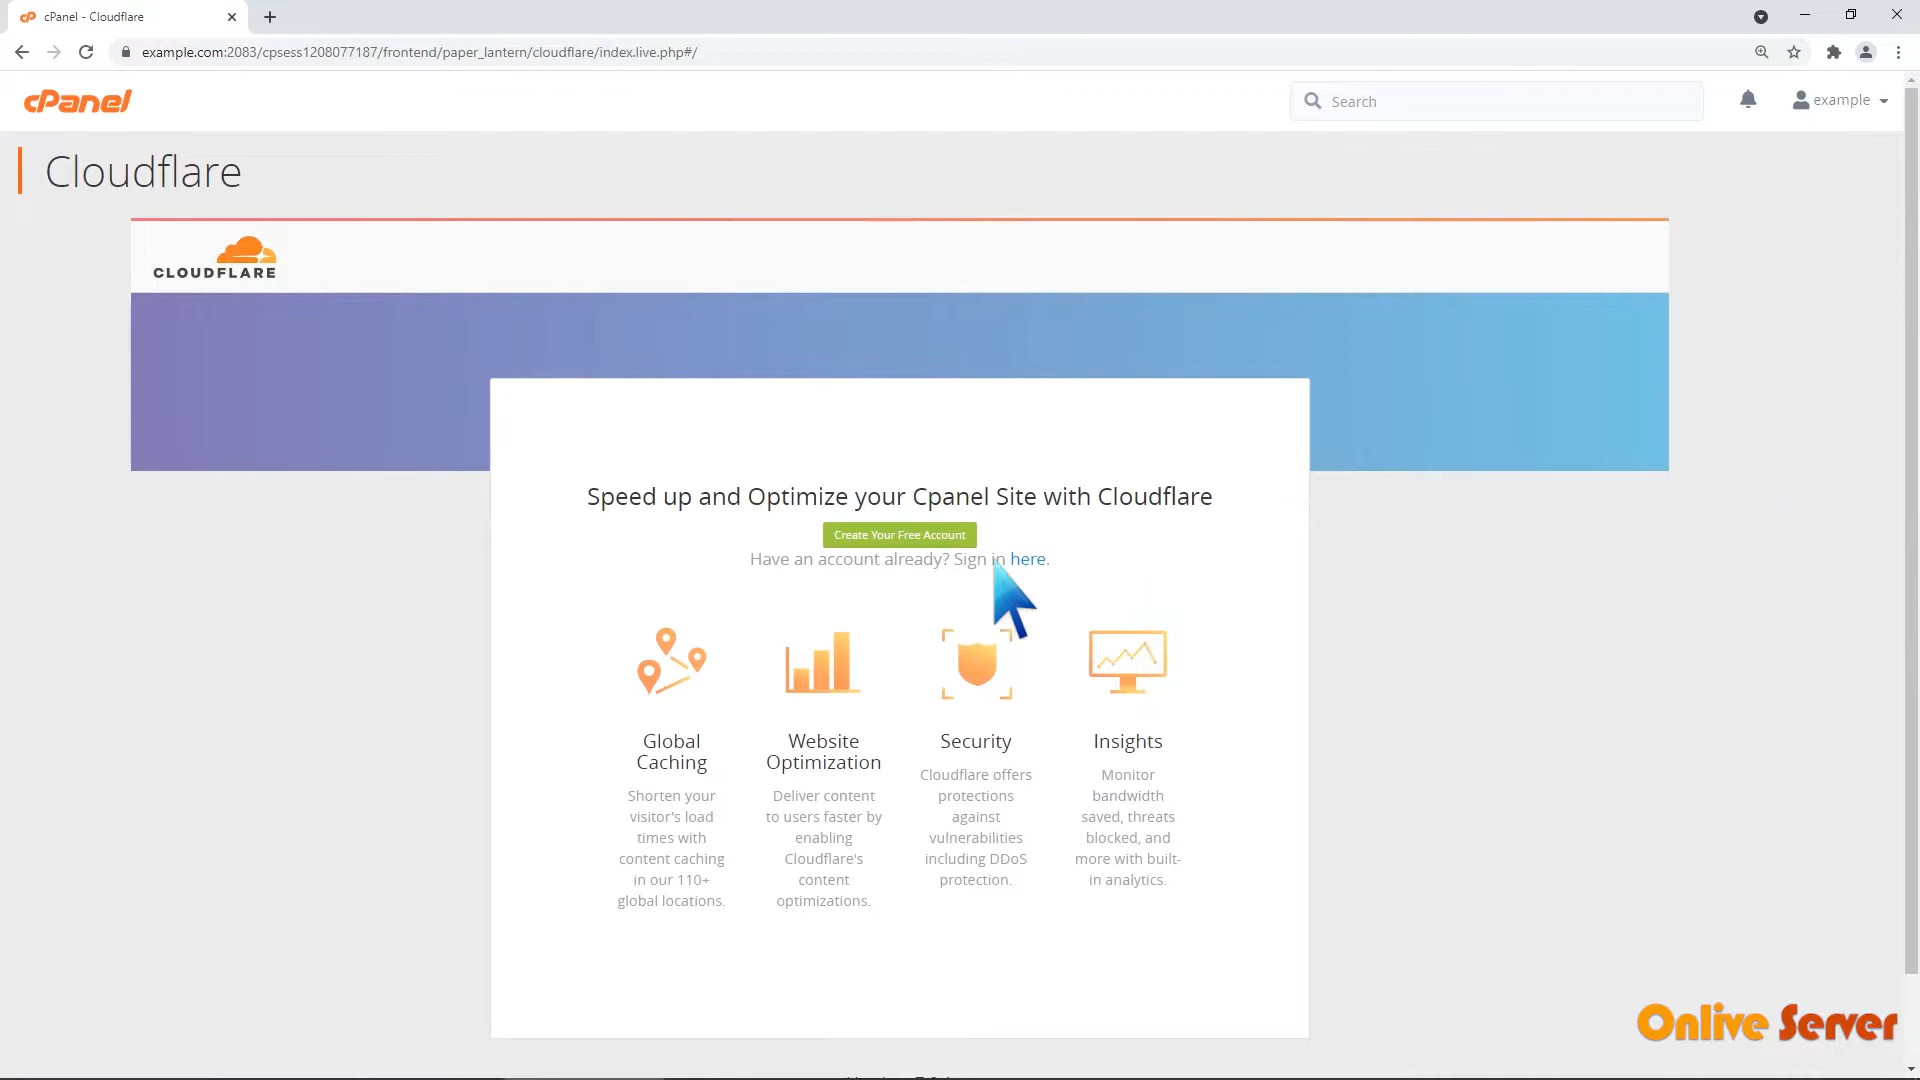 cPanel - Cloudflare
example.com:2083/cpsess1208077187/frontend/paper_lantern/cloudflare/index.live.php#/
cPanel
Search
example
Cloudflare
CLOUDFLARE
Speed up and Optimize your Cpanel Site with Cloudflare
Create Your Free Account
Have an account already? Sign in here.
Global
Caching
Shorten your
visitor's load
times with
content caching
in our 110+
global locations.
Website
Optimization
Deliver content
to users faster by
enabling
Cloudflare's
content
optimizations.
Security
Cloudflare offers
protections
against
vulnerabilities
including DDoS
protection.
Insights
Monitor
bandwidth
saved, threats
blocked, and
more with built-
in analytics.
Onlive Server